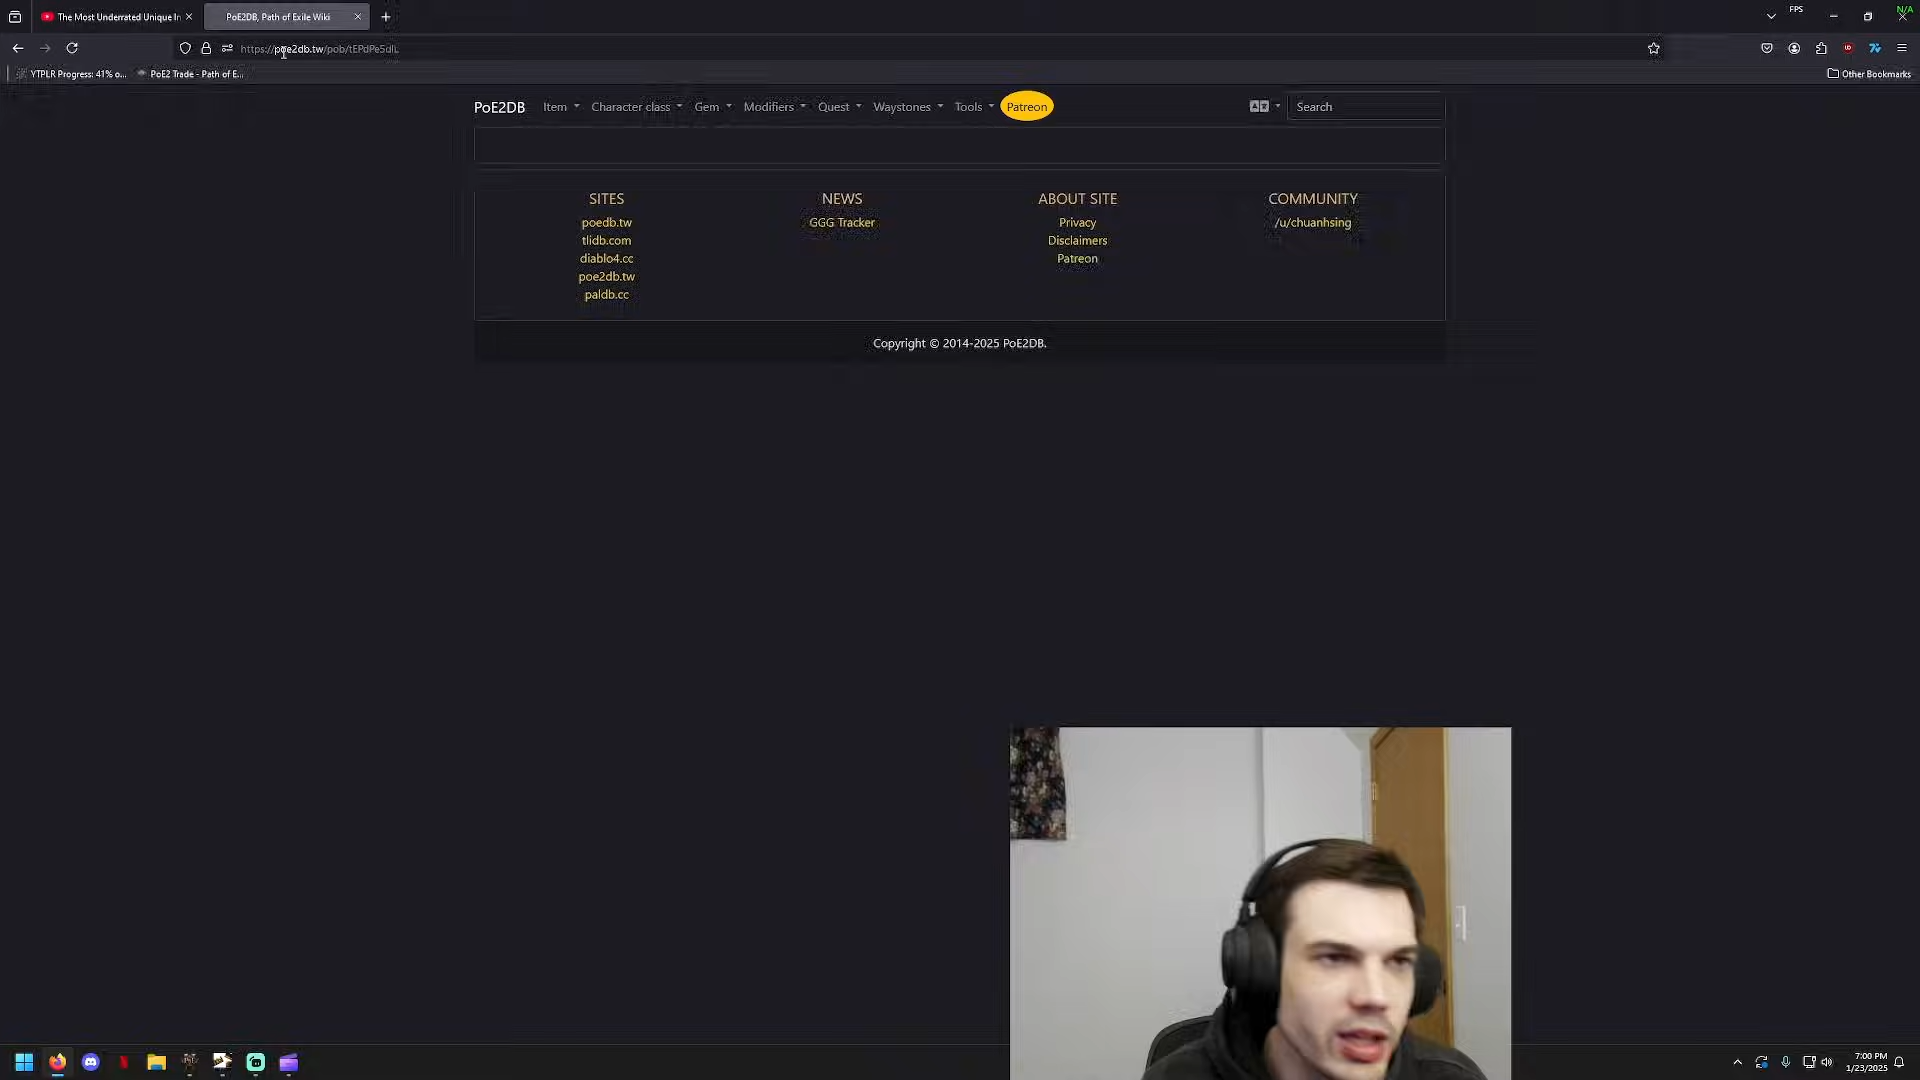 The Most Underrated Unique In
PoE2DB, Path of Exile Wiki
FPS
N/A
https://poe2db.tw/pob/
YTPLR Progress: 41% o...
PoE2 Trade - Path of E...
Other Bookmarks
PoE2DB
Item
Character class
Gem
Modifiers
Quest
Waystones
Tools
Patreon
Search
SITES
poedb.tw
tlidb.com
diablo4.cc
poe2db.tw
paldb.cc
NEWS
GGG Tracker
ABOUT SITE
Privacy
Disclaimers
Patreon
COMMUNITY
/u/chuanhsing
Copyright © 2014-2025 PoE2DB.
7:00 PM
1/23/2025